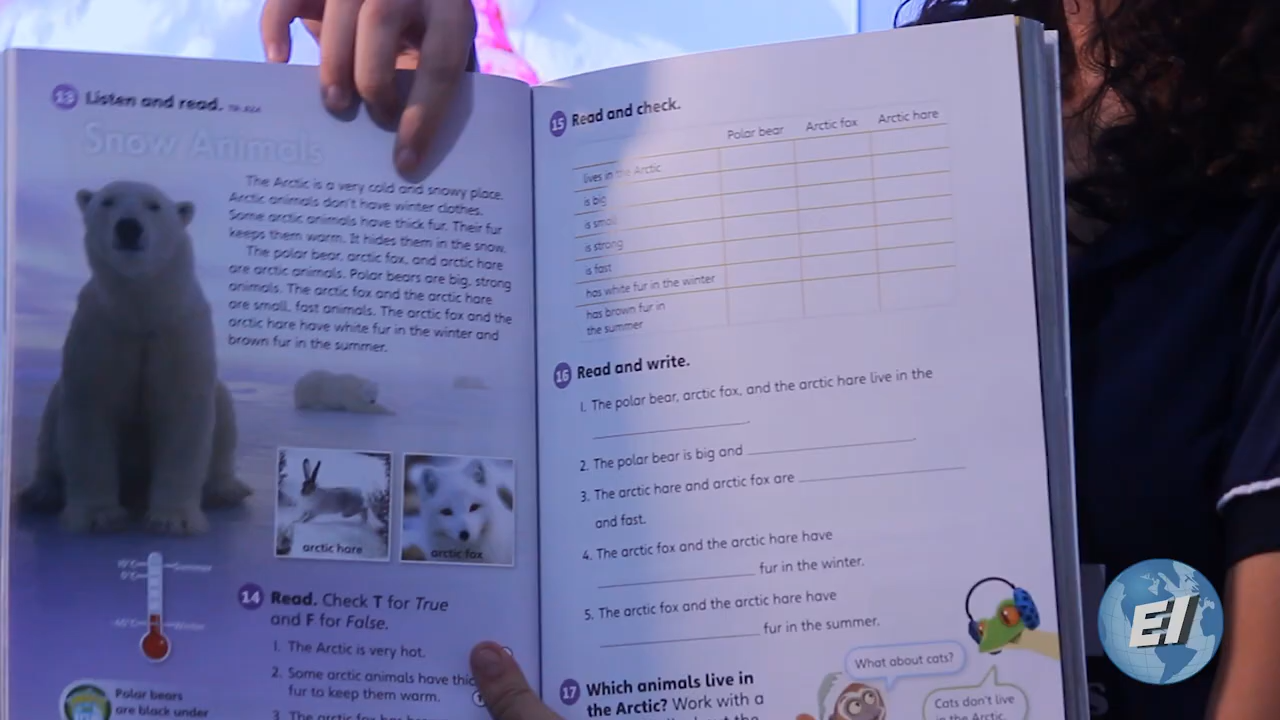 13 Listen and read.
Snow Animals
The Arctic is a very cold and snowy place.
Arctic animals don't have winter clothes.
Some arctic animals have thick fur. Their fur
keeps them warm. It hides them in the snow.
The polar bear, arctic fox, and arctic hare
are arctic animals. Polar bears are big, strong
animals. The arctic fox and the arctic hare
are small, fast animals. The arctic fox and the
arctic hare have white fur in the winter and
brown fur in the summer.
arctic hare
arctic fox
Summer
Winter
14 Read. Check T for True
and F for False.
1. The Arctic is very hot.
2. Some arctic animals have
fur to keep them warm.
3. The arctic fox has
Polar bears
are black under
15 Read and check.
Polar bear Arctic fox Arctic hare
lives in the Arctic
is big
is small
is strong
is fast
has white fur in the winter
has brown fur in
the summer
16 Read and write.
1. The polar bear, arctic fox, and the arctic hare live in the
2. The polar bear is big and
3. The arctic hare and arctic fox are
and fast.
4. The arctic fox and the arctic hare have
fur in the winter.
5. The arctic fox and the arctic hare have
fur in the summer.
17 Which animals live in
the Arctic? Work with a
What about cats?
Cats don't live
in the Arctic.
EI